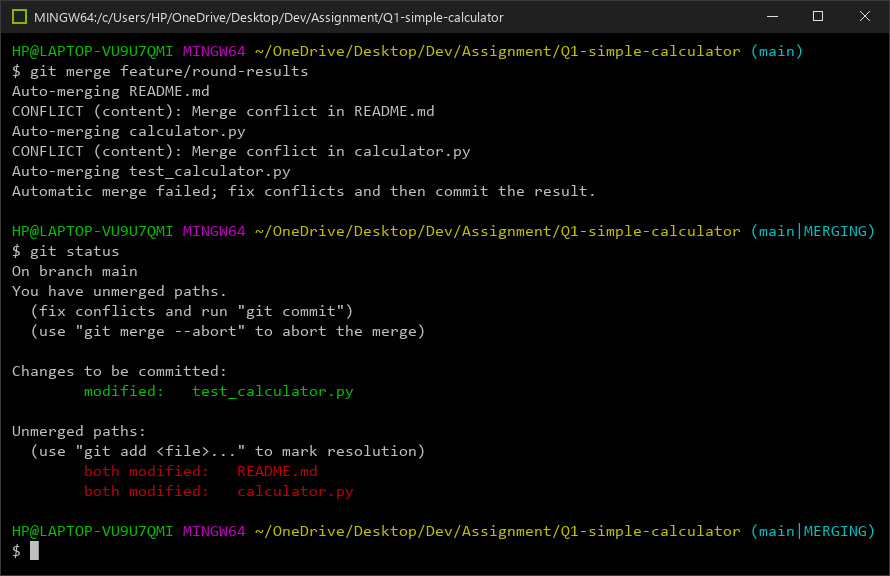 MINGW64:/c/Users/HP/OneDrive/Desktop/Dev/Assignment/Q1-simple-calculator
HP@LAPTOP-VU9U7QMI MINGW64 ~/OneDrive/Desktop/Dev/Assignment/Q1-simple-calculator (main)
$ git merge feature/round-results
Auto-merging README.md
CONFLICT (content): Merge conflict in README.md
Auto-merging calculator.py
CONFLICT (content): Merge conflict in calculator.py
Auto-merging test_calculator.py
Automatic merge failed; fix conflicts and then commit the result.
HP@LAPTOP-VU9U7QMI MINGW64 ~/OneDrive/Desktop/Dev/Assignment/Q1-simple-calculator (main|MERGING)
$ git status
On branch main
You have unmerged paths.
  (fix conflicts and run "git commit")
  (use "git merge --abort" to abort the merge)
Changes to be committed:
        modified:   test_calculator.py
Unmerged paths:
  (use "git add <file>..." to mark resolution)
        both modified:   README.md
        both modified:   calculator.py
HP@LAPTOP-VU9U7QMI MINGW64 ~/OneDrive/Desktop/Dev/Assignment/Q1-simple-calculator (main|MERGING)
$